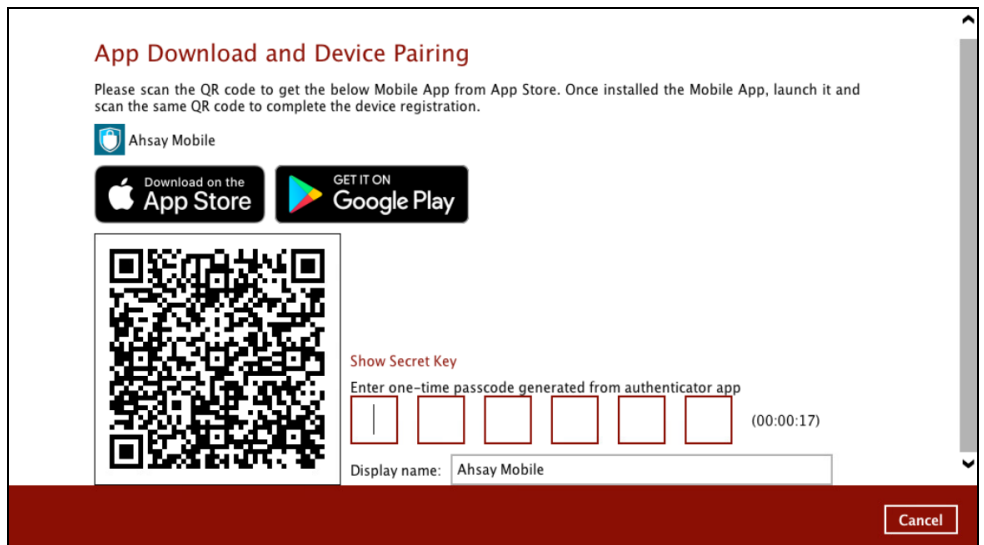 App Download and Device Pairing
Please scan the QR code to get the below Mobile App from App Store. Once installed the Mobile App, launch it and
scan the same QR code to complete the device registration.
Ahsay Mobile
Download on the
App Store
GET IT ON
Google Play
Show Secret Key
Enter one-time passcode generated from authenticator app
(00:00:17)
Display name: Ahsay Mobile
Cancel